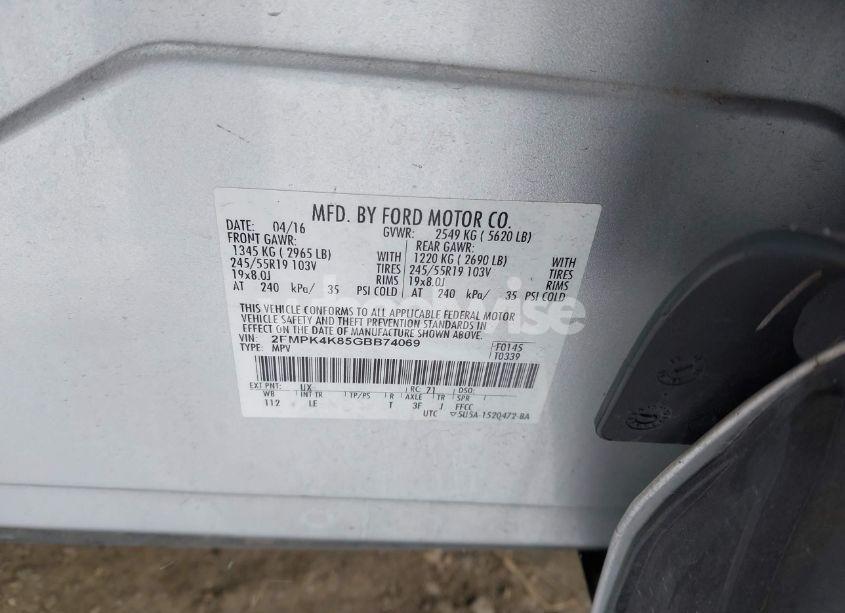 MFD. BY FORD MOTOR CO.
DATE: 04/16 GVWR: 2549 KG ( 5620 LB)
FRONT GAWR: REAR GAWR:
1345 KG ( 2965 LB) WITH 1220 KG ( 2690 LB) WITH
245/55R19 103V TIRES 245/55R19 103V TIRES
19x8.0J RIMS 19x8.0J RIMS
AT 240 kPa/ 35 PSI COLD AT 240 kPa/ 35 PSI COLD
THIS VEHICLE CONFORMS TO ALL APPLICABLE FEDERAL MOTOR
VEHICLE SAFETY AND THEFT PREVENTION STANDARDS IN
EFFECT ON THE DATE OF MANUFACTURE SHOWN ABOVE.
VIN: 2FMPK4K85GBB74069 F0145
TYPE: MPV T0339
EXT PNT: UX RC: 71 DSO:
WB INT TR TP/PS R AXLE TR SPR
112 LE T 3F J FFCC
UTC ▽5U5A-1520472-BA